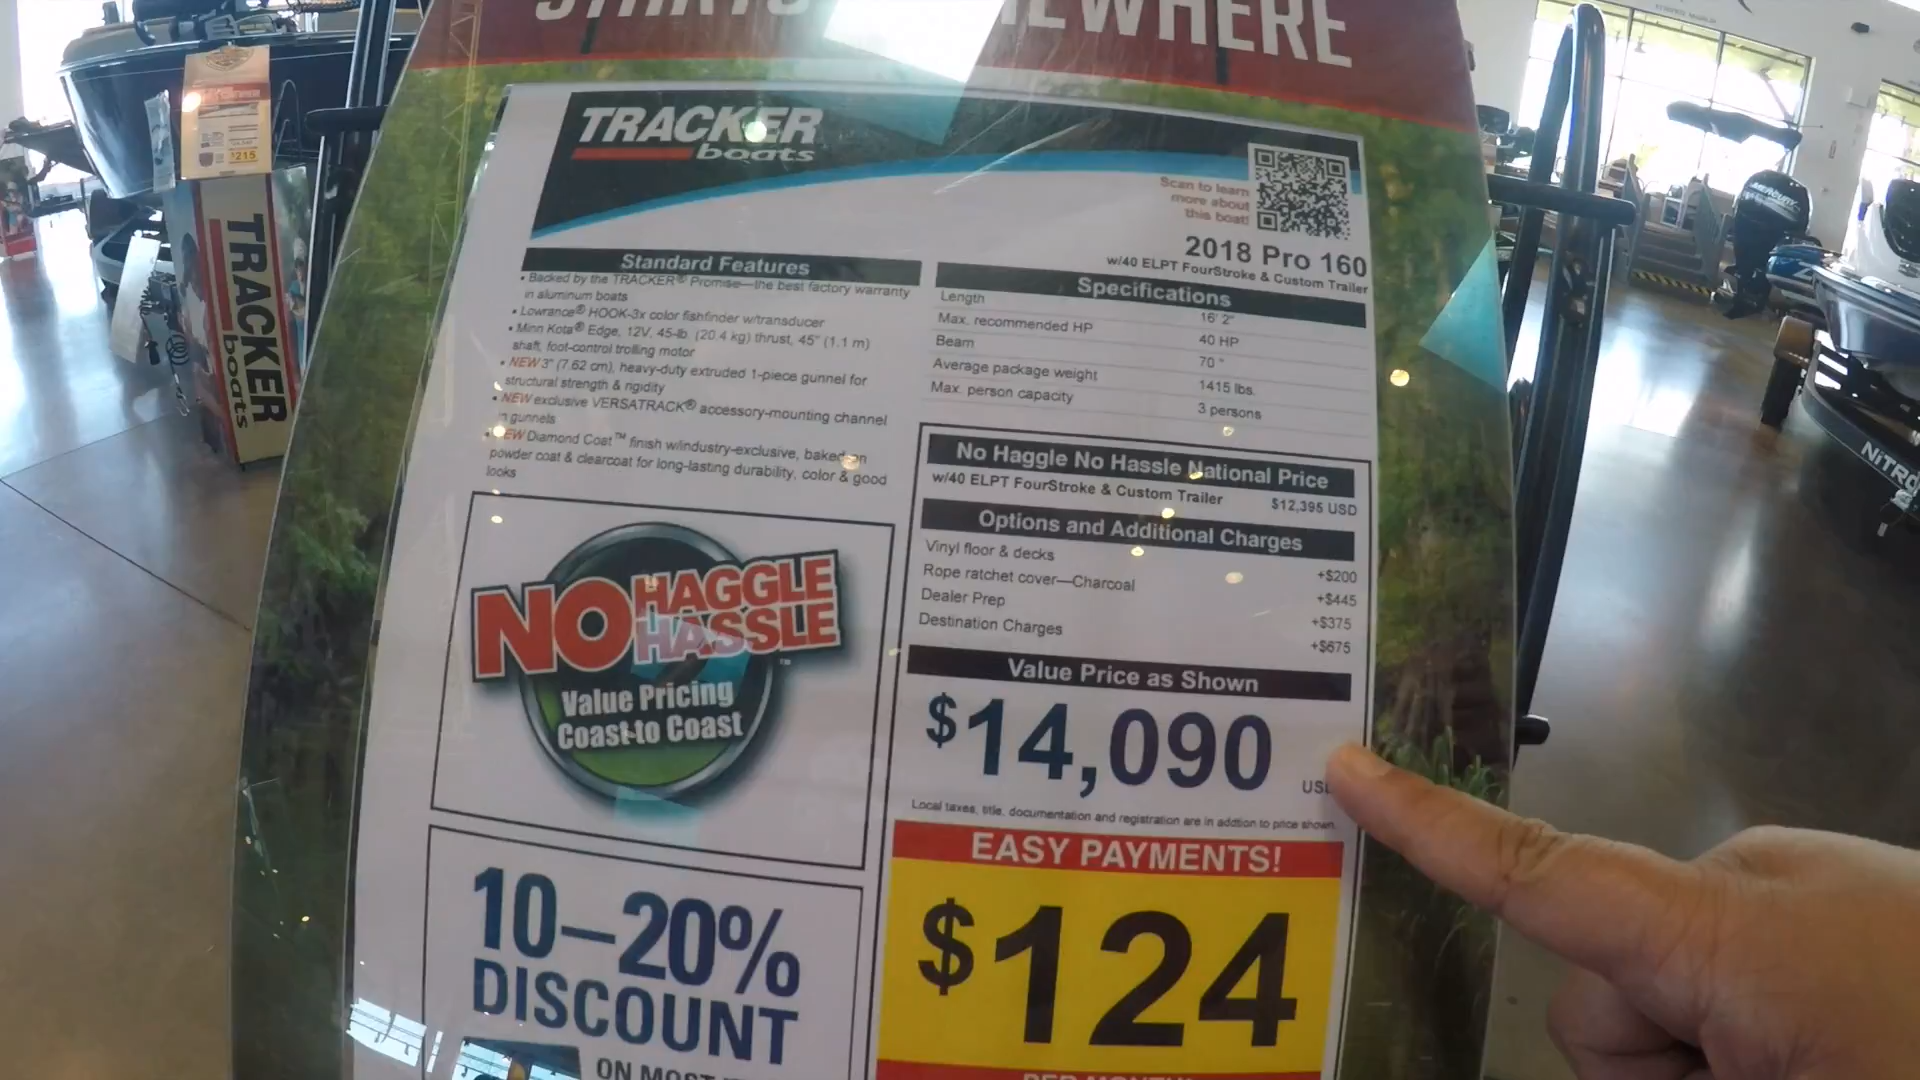 EWHERE
TRACKER
boats
Scan to learn
more about
this boat!
2018 Pro 160
w/40 ELPT FourStroke & Custom Trailer
Standard Features
• Backed by the TRACKER® Promise—the best factory warranty
in aluminum boats
• Lowrance® HOOK-3x color fishfinder w/transducer
• Minn Kota® Edge, 12V, 45-lb. (20.4 kg) thrust, 45" (1.1 m)
shaft, foot-control trolling motor
• NEW 3" (7.62 cm), heavy-duty extruded 1-piece gunnel for
structural strength & rigidity
• NEW exclusive VERSATRACK® accessory-mounting channel
in gunnels
• NEW Diamond Coat™ finish w/industry-exclusive, baked-on
powder coat & clearcoat for long-lasting durability, color & good
looks
Specifications
Length 16' 2"
Max. recommended HP 40 HP
Beam 70 "
Average package weight 1415 lbs.
Max. person capacity 3 persons
No Haggle No Hassle National Price
w/40 ELPT FourStroke & Custom Trailer $12,395 USD
Options and Additional Charges
Vinyl floor & decks +$200
Rope ratchet cover—Charcoal +$445
Dealer Prep +$375
Destination Charges +$675
Value Price as Shown
$14,090
USD
Local taxes, title, documentation and registration are in addition to price shown.
EASY PAYMENTS!
$124
NO HAGGLE
HASSLE™
Value Pricing
Coast to Coast
10–20%
DISCOUNT
ON MOST
TRACKER
boats
$215
MERCURY
NITRO